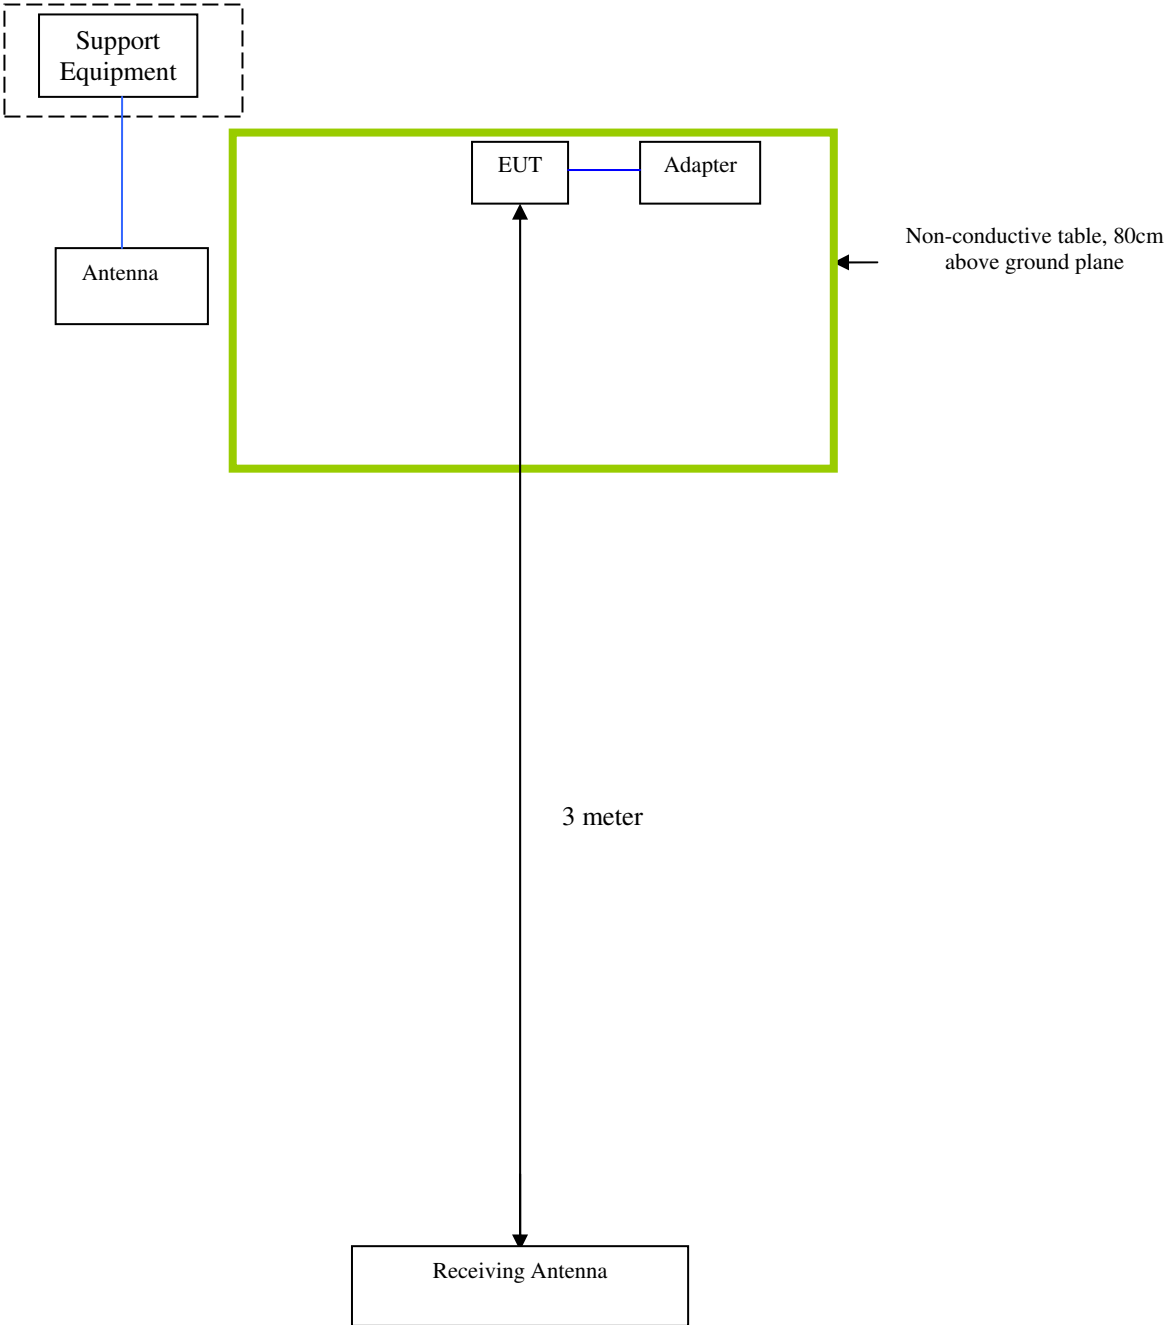 Support
Equipment
EUT
Adapter
Non-conductive table, 80cm
above ground plane
Antenna
3 meter
Receiving Antenna